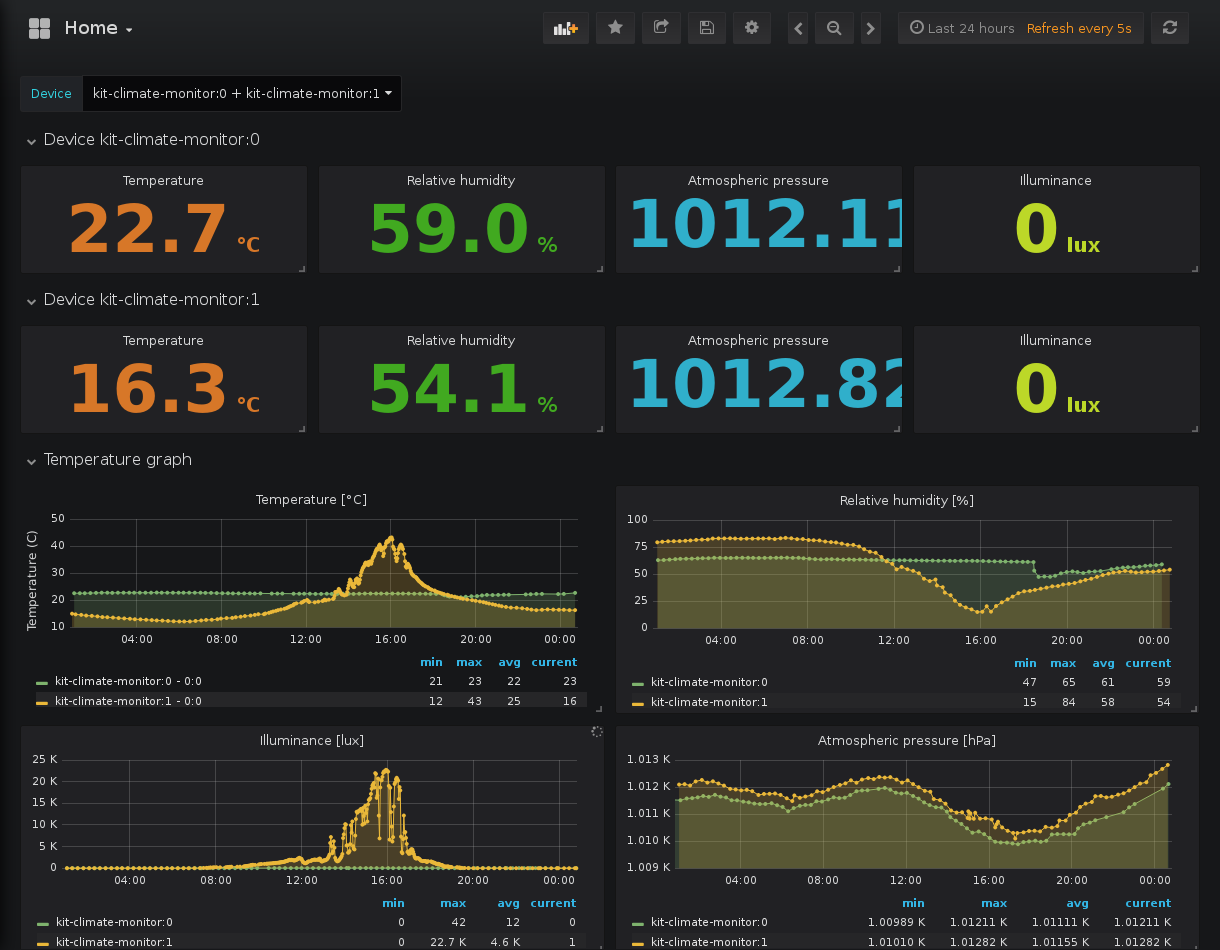 Home
Last 24 hours Refresh every 5s
Device kit-climate-monitor:0 + kit-climate-monitor:1
Device kit-climate-monitor:0
Temperature Relative humidity Atmospheric pressure Illuminance
22.7 °C 59.0 % 1012.11 0 lux
Device kit-climate-monitor:1
Temperature Relative humidity Atmospheric pressure Illuminance
16.3 °C 54.1 % 1012.82 0 lux
Temperature graph
Temperature [°C]
Temperature (C)
50
40
30
20
10
04:00 08:00 12:00 16:00 20:00 00:00
min max avg current
kit-climate-monitor:0 - 0:0 21 23 22 23
kit-climate-monitor:1 - 0:0 12 43 25 16
Relative humidity [%]
100
75
50
25
0
04:00 08:00 12:00 16:00 20:00 00:00
min max avg current
kit-climate-monitor:0 47 65 61 59
kit-climate-monitor:1 15 84 58 54
Illuminance [lux]
25 K
20 K
15 K
10 K
5 K
0
04:00 08:00 12:00 16:00 20:00 00:00
min max avg current
kit-climate-monitor:0 0 42 12 0
kit-climate-monitor:1 0 22.7 K 4.6 K 1
Atmospheric pressure [hPa]
1.013 K
1.012 K
1.011 K
1.010 K
1.009 K
04:00 08:00 12:00 16:00 20:00 00:00
min max avg current
kit-climate-monitor:0 1.00989 K 1.01211 K 1.01111 K 1.01211 K
kit-climate-monitor:1 1.01010 K 1.01282 K 1.01155 K 1.01282 K